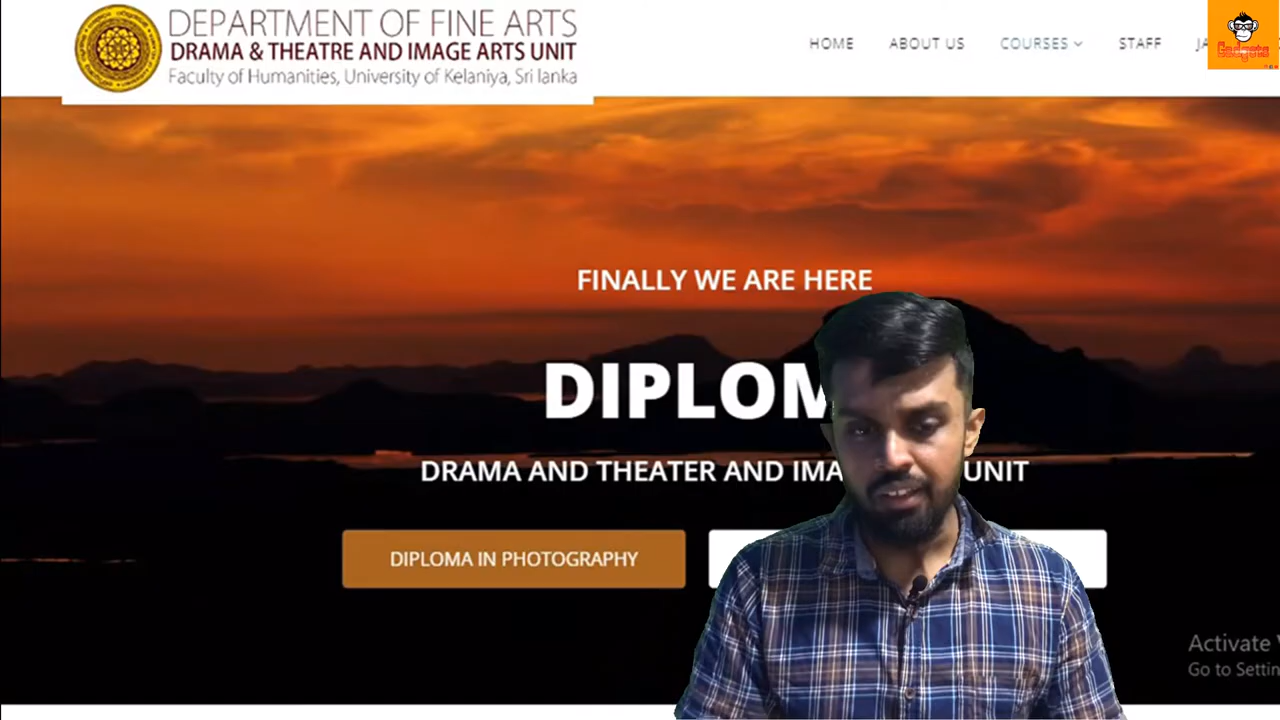 DEPARTMENT OF FINE ARTS
DRAMA & THEATRE AND IMAGE ARTS UNIT
Faculty of Humanities, University of Kelaniya, Sri lanka
HOME ABOUT US COURSES STAFF
Gadgets
FINALLY WE ARE HERE
DIPLOM
DRAMA AND THEATER AND IMA UNIT
DIPLOMA IN PHOTOGRAPHY
Activate
Go to Settin